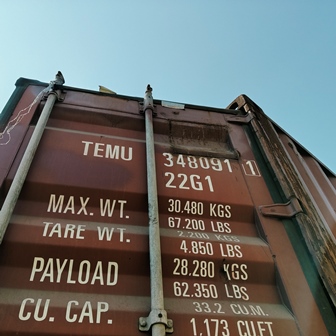 TEMU 348091 1
22G1
MAX. WT. 30.480 KGS
67.200 LBS
TARE WT. 2.200 KGS
4.850 LBS
PAYLOAD 28.280 KGS
62.350 LBS
CU. CAP. 33.2 CU.M.
1.173 CU.FT.